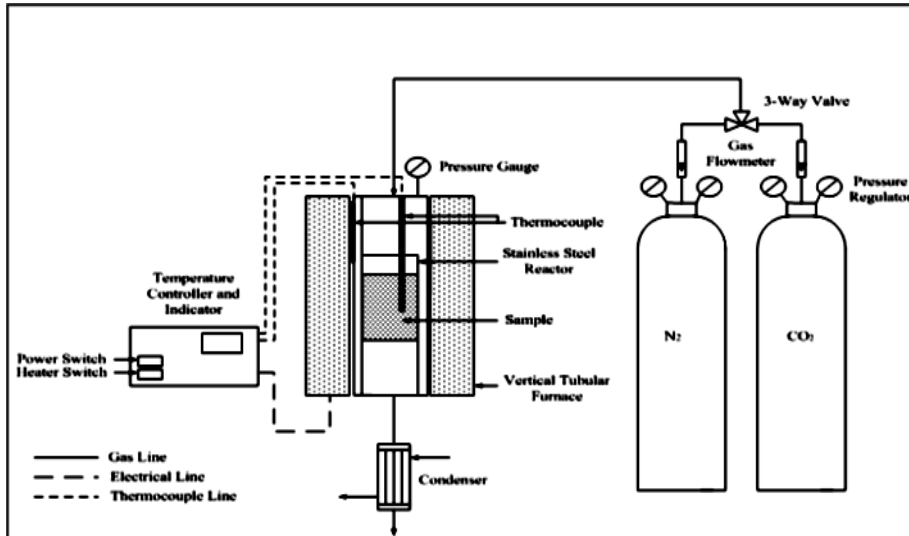 3-Way Valve
Gas
Flowmeter
Pressure Gauge
Pressure
Regulator
Thermocouple
Stainless Steel
Reactor
Temperature
Controller and
Indicator
Sample
N₂
CO₂
Power Switch
Heater Switch
Vertical Tubular
Furnace
Gas Line
Electrical Line
Thermocouple Line
Condenser